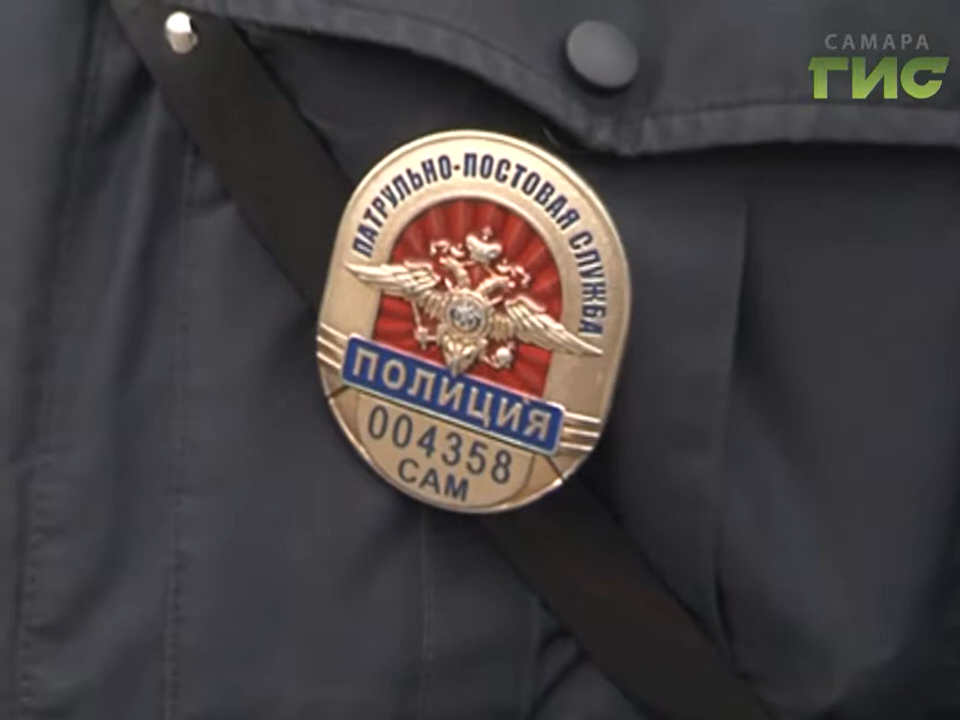 САМАРА
ГИС
ПАТРУЛЬНО-ПОСТОВАЯ СЛУЖБА
ПОЛИЦИЯ
004358
САМ